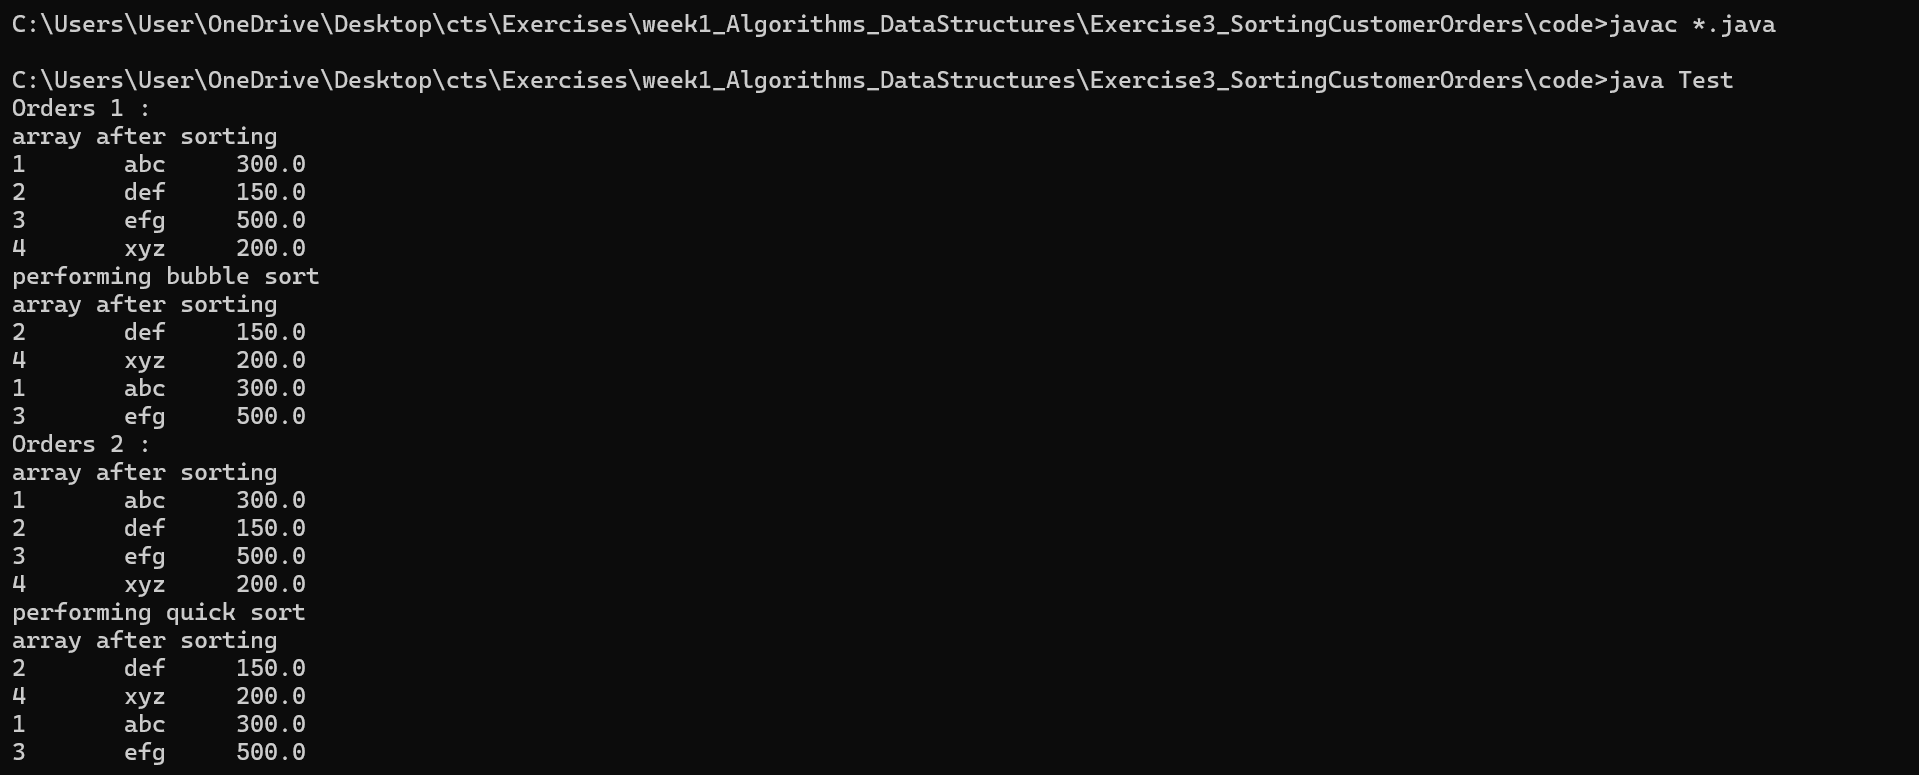 C:\Users\User\OneDrive\Desktop\cts\Exercises\week1_Algorithms_DataStructures\Exercise3_SortingCustomerOrders\code>javac *.java
C:\Users\User\OneDrive\Desktop\cts\Exercises\week1_Algorithms_DataStructures\Exercise3_SortingCustomerOrders\code>java Test
Orders 1 :
array after sorting
1       abc     300.0
2       def     150.0
3       efg     500.0
4       xyz     200.0
performing bubble sort
array after sorting
2       def     150.0
4       xyz     200.0
1       abc     300.0
3       efg     500.0
Orders 2 :
array after sorting
1       abc     300.0
2       def     150.0
3       efg     500.0
4       xyz     200.0
performing quick sort
array after sorting
2       def     150.0
4       xyz     200.0
1       abc     300.0
3       efg     500.0